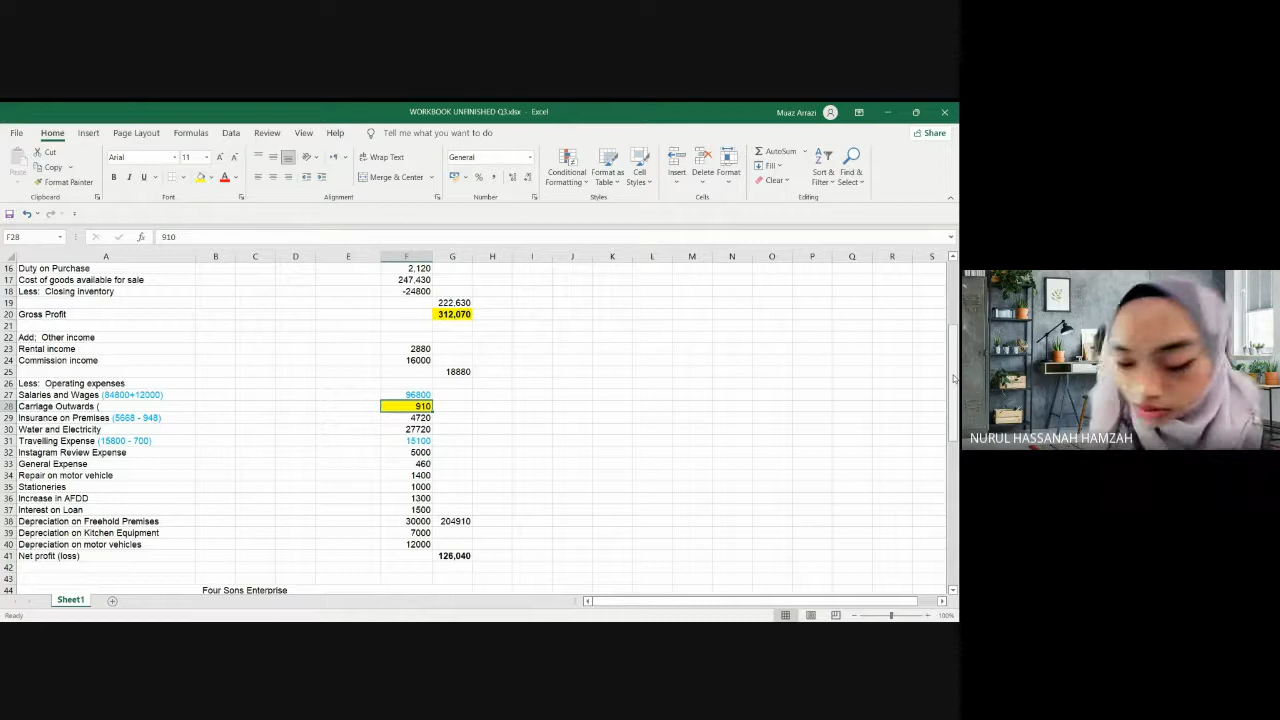 WORKBOOK UNFINISHED Q3.xlsx - Excel
Muaz Arrazi
File Home Insert Page Layout Formulas Data Review View Help Tell me what you want to do Share
Paste
Cut
Copy
Format Painter
Arial 11
B I U
Wrap Text
Merge & Center
General
Conditional Formatting
Format as Table
Cell Styles
Insert Delete Format
AutoSum
Fill
Clear
Sort & Filter
Find & Select
Clipboard Font Alignment Number Styles Cells Editing
F28 fx 910
A B C D E F G H I J K L M N O P Q R S
16 Duty on Purchase 2,120
17 Cost of goods available for sale 247,430
18 Less: Closing inventory -24800
19 222,630
20 Gross Profit 312,070
21
22 Add; Other income
23 Rental income 2880
24 Commission income 16000
25 18880
26 Less: Operating expenses
27 Salaries and Wages (84800+12000) 96800
28 Carriage Outwards ( 910
29 Insurance on Premises (5668 - 948) 4720
30 Water and Electricity 27720
31 Travelling Expense (15800 - 700) 15100
32 Instagram Review Expense 5000
33 General Expense 460
34 Repair on motor vehicle 1400
35 Stationeries 1000
36 Increase in AFDD 1300
37 Interest on Loan 1500
38 Depreciation on Freehold Premises 30000 204910
39 Depreciation on Kitchen Equipment 7000
40 Depreciation on motor vehicles 12000
41 Net profit (loss) 126,040
42
43
44 Four Sons Enterprise
Sheet1
Ready 100%
NURUL HASSANAH HAMZAH